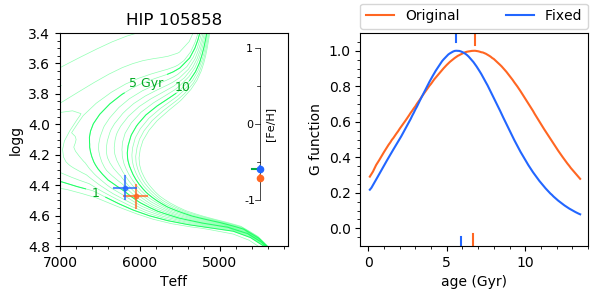 HIP 105858
3.4
3.6
3.8
4.0
4.2
4.4
4.6
4.8
logg
7000 6000 5000
Teff
5 Gyr 10
1
1
0
-1
[Fe/H]
Original Fixed
1.0
0.8
0.6
0.4
0.2
0.0
G function
0 5 10
age (Gyr)